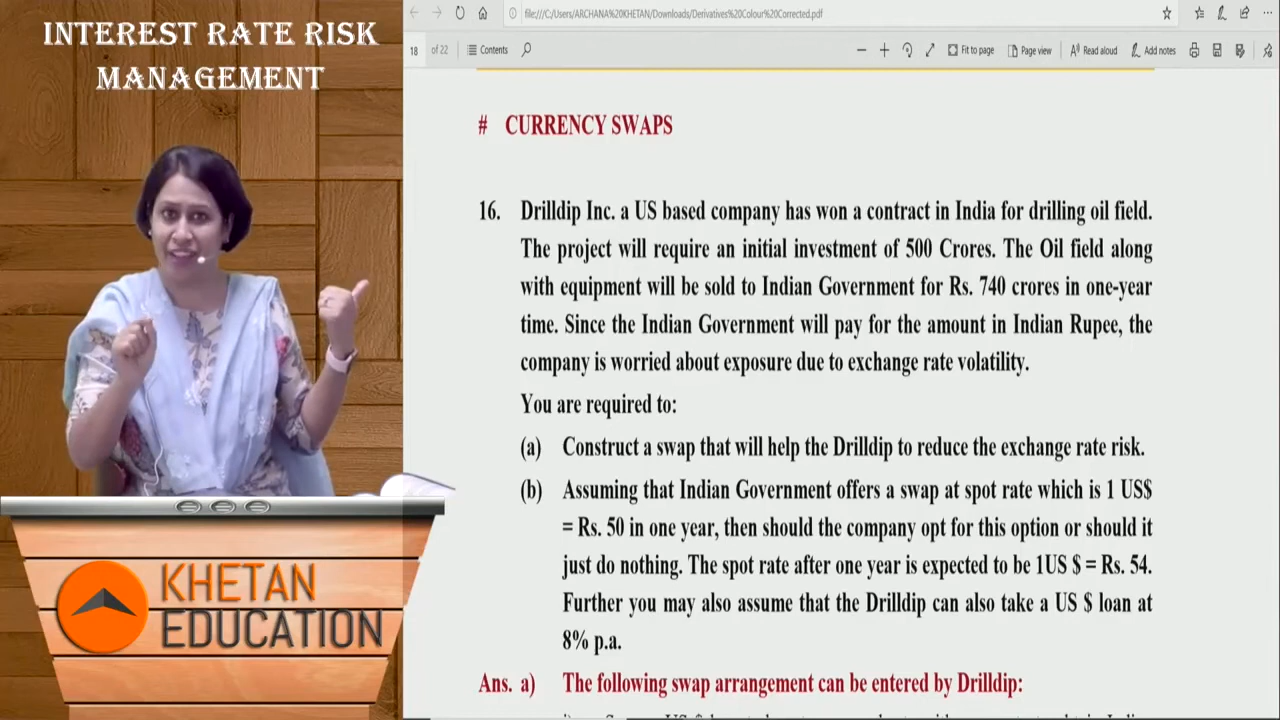 INTEREST RATE RISK
MANAGEMENT
KHETAN
EDUCATION
file:///C:/Users/ARCHANA%20KHETAN/Downloads/Derivatives%20Colour%20Corrected.pdf
18 of 22 Contents Fit to page Page view Read aloud Add notes
# CURRENCY SWAPS
16. Drilldip Inc. a US based company has won a contract in India for drilling oil field.
The project will require an initial investment of 500 Crores. The Oil field along
with equipment will be sold to Indian Government for Rs. 740 crores in one-year
time. Since the Indian Government will pay for the amount in Indian Rupee, the
company is worried about exposure due to exchange rate volatility.
You are required to:
(a) Construct a swap that will help the Drilldip to reduce the exchange rate risk.
(b) Assuming that Indian Government offers a swap at spot rate which is 1 US$
= Rs. 50 in one year, then should the company opt for this option or should it
just do nothing. The spot rate after one year is expected to be 1US $ = Rs. 54.
Further you may also assume that the Drilldip can also take a US $ loan at
8% p.a.
Ans. a) The following swap arrangement can be entered by Drilldip: